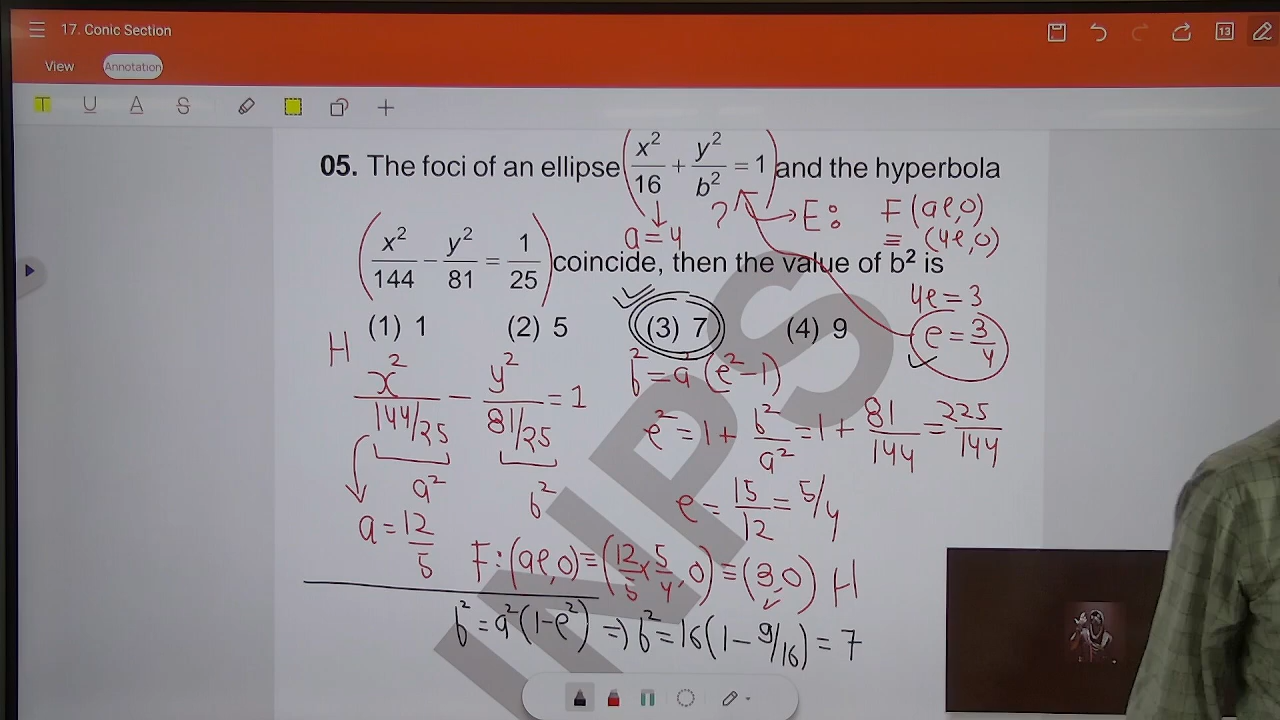 17. Conic Section
13
View
Annotation
T U A S
05. The foci of an ellipse (x²/16 + y²/b² = 1) and the hyperbola
a = 4 ? → E: F (ae, 0)
≡ (4e, 0)
(x²/144 − y²/81 = 1/25) coincide, then the value of b² is
4e = 3
e = 3/4
(1) 1 (2) 5 (3) 7 (4) 9
H
x²/(144/25) − y²/(81/25) = 1
a² b²
a = 12/5
b² = a² (e² − 1)
e² = 1 + b²/a² = 1 + 81/144 = 225/144
e = 15/12 = 5/4
F : (ae, 0) ≡ (12/5 × 5/4, 0) ≡ (3, 0) H
b² = a² (1 − e²) ⇒ b² = 16 (1 − 9/16) = 7
INPS